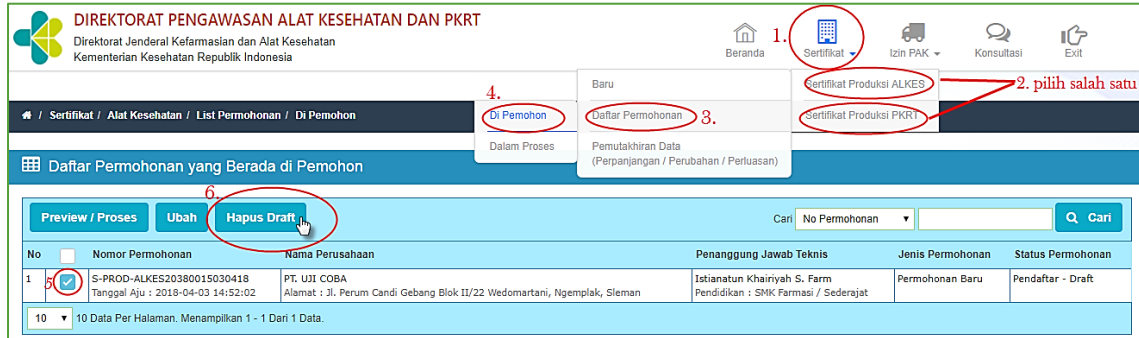 DIREKTORAT PENGAWASAN ALAT KESEHATAN DAN PKRT
Direktorat Jenderal Kefarmasian dan Alat Kesehatan
Kementerian Kesehatan Republik Indonesia
Beranda
1.
Sertifikat
Izin PAK
Konsultasi
Exit
Baru
Sertifikat Produksi ALKES
2. pilih salah satu
4.
Di Pemohon
Daftar Permohonan
3.
Sertifikat Produksi PKRT
/ Sertifikat / Alat Kesehatan / List Permohonan / Di Pemohon
Dalam Proses
Pemutakhiran Data
(Perpanjangan / Perubahan / Perluasan)
Daftar Permohonan yang Berada di Pemohon
6.
Preview / Proses
Ubah
Hapus Draft
Cari
No Permohonan
Cari
No
Nomor Permohonan
Nama Perusahaan
Penanggung Jawab Teknis
Jenis Permohonan
Status Permohonan
1
5
S-PROD-ALKES20380015030418
Tanggal Aju : 2018-04-03 14:52:02
PT. UJI COBA
Alamat : Jl. Perum Candi Gebang Blok II/22 Wedomartani, Ngemplak, Sleman
Istianatun Khairiyah S. Farm
Pendidikan : SMK Farmasi / Sederajat
Permohonan Baru
Pendaftar - Draft
10
10 Data Per Halaman. Menampilkan 1 - 1 Dari 1 Data.